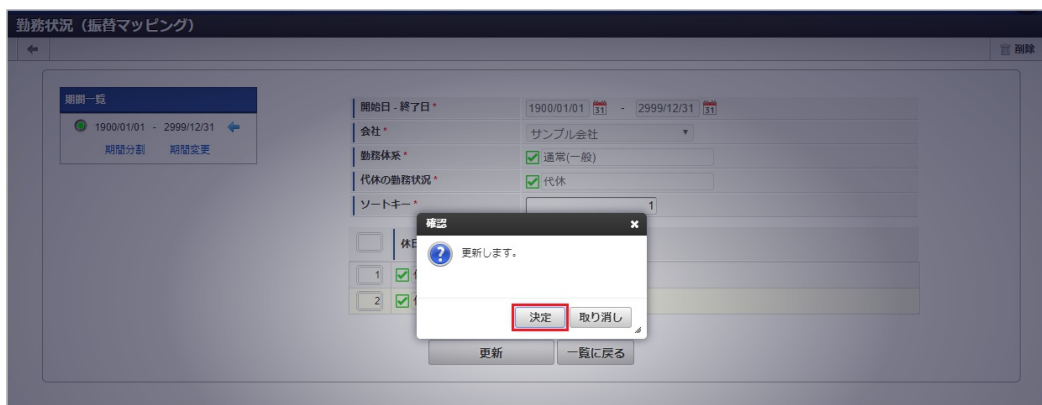 勤務状況（振替マッピング）
削除
期間一覧
1900/01/01 - 2999/12/31
期間分割 期間変更
開始日 - 終了日* 1900/01/01 31 - 2999/12/31 31
会社* サンプル会社
勤務体系* 通常(一般)
代休の勤務状況* 代休
ソートキー* 1
確認
更新します。
決定 取り消し
休
1
2
更新 一覧に戻る